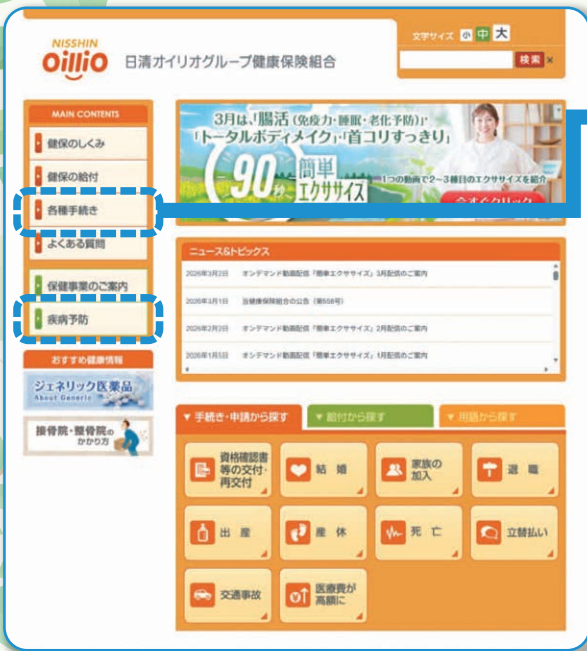 NISSHIN
OilliO
日清オイリオグループ健康保険組合
文字サイズ 小 中 大
検索
MAIN CONTENTS
健保のしくみ
健保の給付
各種手続き
よくある質問
保健事業のご案内
疾病予防
おすすめ健康情報
ジェネリック医薬品
About Generic
接骨院・整骨院の
かかり方
3月は、「腸活(免疫力・睡眠・老化予防)」・
「トータルボディメイク」・「首コリすっきり」
90秒 簡単
エクササイズ
1つの動画で2~3種目のエクササイズを紹介
今すぐクリック
ニュース&トピックス
2026年3月2日 オンデマンド動画配信「簡単エクササイズ」3月配信のご案内
2026年3月1日 当健康保険組合の公告(第558号)
2026年2月2日 オンデマンド動画配信「簡単エクササイズ」2月配信のご案内
2026年1月5日 オンデマンド動画配信「簡単エクササイズ」1月配信のご案内
▼手続き・申請から探す
▼給付から探す
▼用語から探す
資格確認書
等の交付・
再交付
結婚
家族の
加入
退職
出産
産休
死亡
立替払い
交通事故
医療費が
高額に